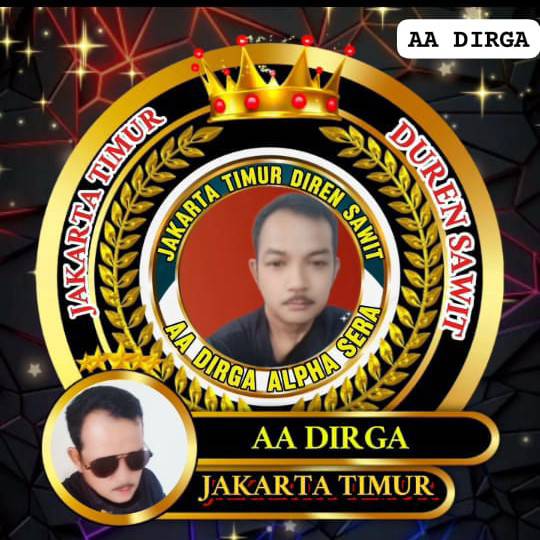 AA DIRGA
JAKARTA TIMUR
DUREN SAWIT
JAKARTA TIMUR DIREN SAWIT
AA DIRGA ALPHA SERA
AA DIRGA
JAKARTA TIMUR